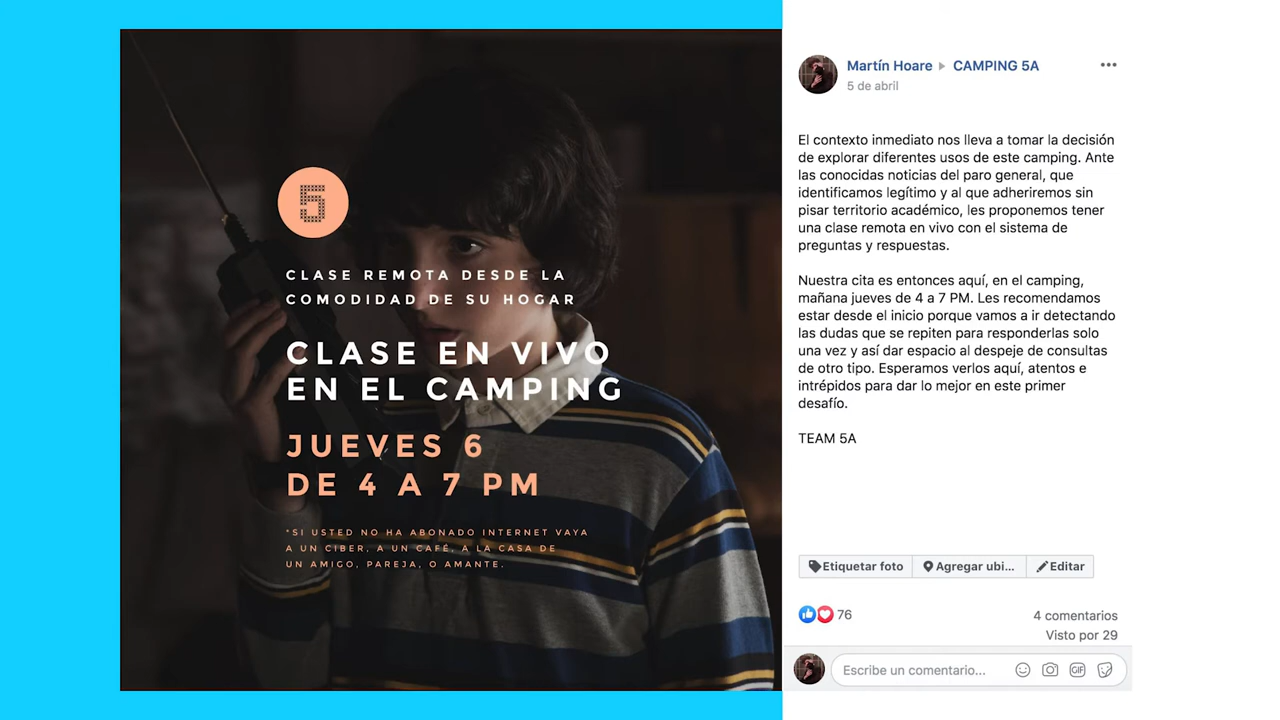 5
CLASE REMOTA DESDE LA
COMODIDAD DE SU HOGAR
CLASE EN VIVO
EN EL CAMPING
JUEVES 6
DE 4 A 7 PM
*SI USTED NO HA ABONADO INTERNET VAYA
A UN CIBER, A UN CAFÉ, A LA CASA DE
UN AMIGO, PAREJA, O AMANTE.
Martín Hoare ▸ CAMPING 5A
5 de abril
El contexto inmediato nos lleva a tomar la decisión
de explorar diferentes usos de este camping. Ante
las conocidas noticias del paro general, que
identificamos legítimo y al que adheriremos sin
pisar territorio académico, les proponemos tener
una clase remota en vivo con el sistema de
preguntas y respuestas.
Nuestra cita es entonces aquí, en el camping,
mañana jueves de 4 a 7 PM. Les recomendamos
estar desde el inicio porque vamos a ir detectando
las dudas que se repiten para responderlas solo
una vez y así dar espacio al despeje de consultas
de otro tipo. Esperamos verlos aquí, atentos e
intrépidos para dar lo mejor en este primer
desafío.
TEAM 5A
Etiquetar foto
Agregar ubi...
Editar
76
4 comentarios
Visto por 29
Escribe un comentario...
GIF